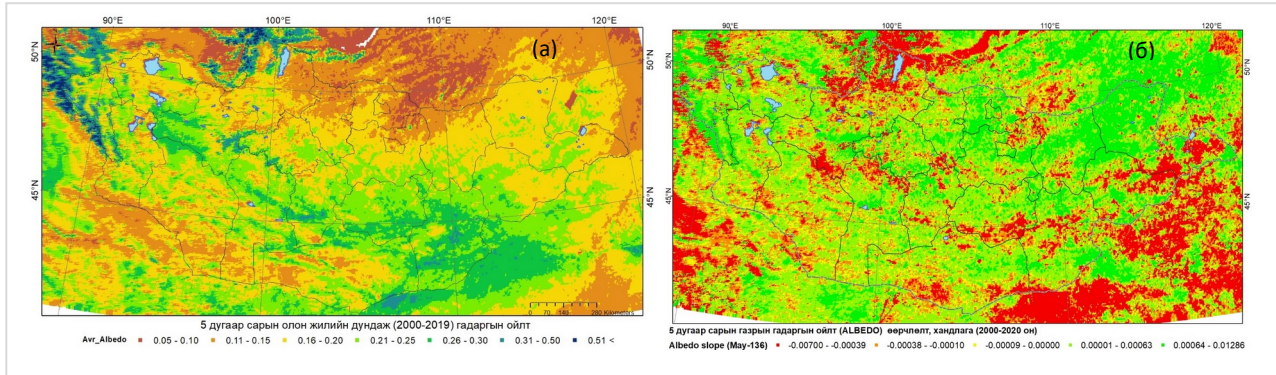 90°E 100°E 110°E 120°E
(а)
50°N
50°N
45°N
45°N
0 70 140 280 Kilometers
5 дугаар сарын олон жилийн дундаж (2000-2019) гадаргын ойлт
Avr_Albedo 0.05 - 0.10 0.11 - 0.15 0.16 - 0.20 0.21 - 0.25 0.26 - 0.30 0.31 - 0.50 0.51 <
90°E 100°E 110°E 120°E
(б)
50°N
50°N
45°N
45°N
5 дугаар сарын газрын гадаргын ойлт (ALBEDO) өөрчлөлт, хандлага (2000-2020 он)
Albedo slope (May-136) -0.00700 - -0.00039 -0.00038 - -0.00010 -0.00009 - 0.00000 0.00001 - 0.00063 0.00064 - 0.01286